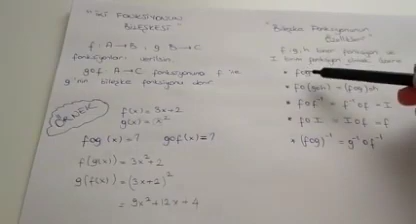 "İKİ FONKSİYONUN
BİLEŞKESİ"
f: A→B, g B→C
fonksiyonları verilsin.
gof: A→C fonksiyonuna f ve
g'nin bileşke fonksiyonu denir
ÖRNEK
f(x) = 3x+2
g(x) = x²
fog(x) = ? gof(x) = ?
f(g(x)) = 3x²+2
g(f(x)) = (3x+2)²
= 9x²+12x+4
"Bileşke Fonksiyonunun
Özellikleri"
f, g, h birer fonksiyon ve
I birim fonksiyon olmak üzere
• fo
• fo(goh) = (fog)oh
• fof⁻¹ = f⁻¹of = I
• foI = Iof = f
• (fog)⁻¹ = g⁻¹of⁻¹